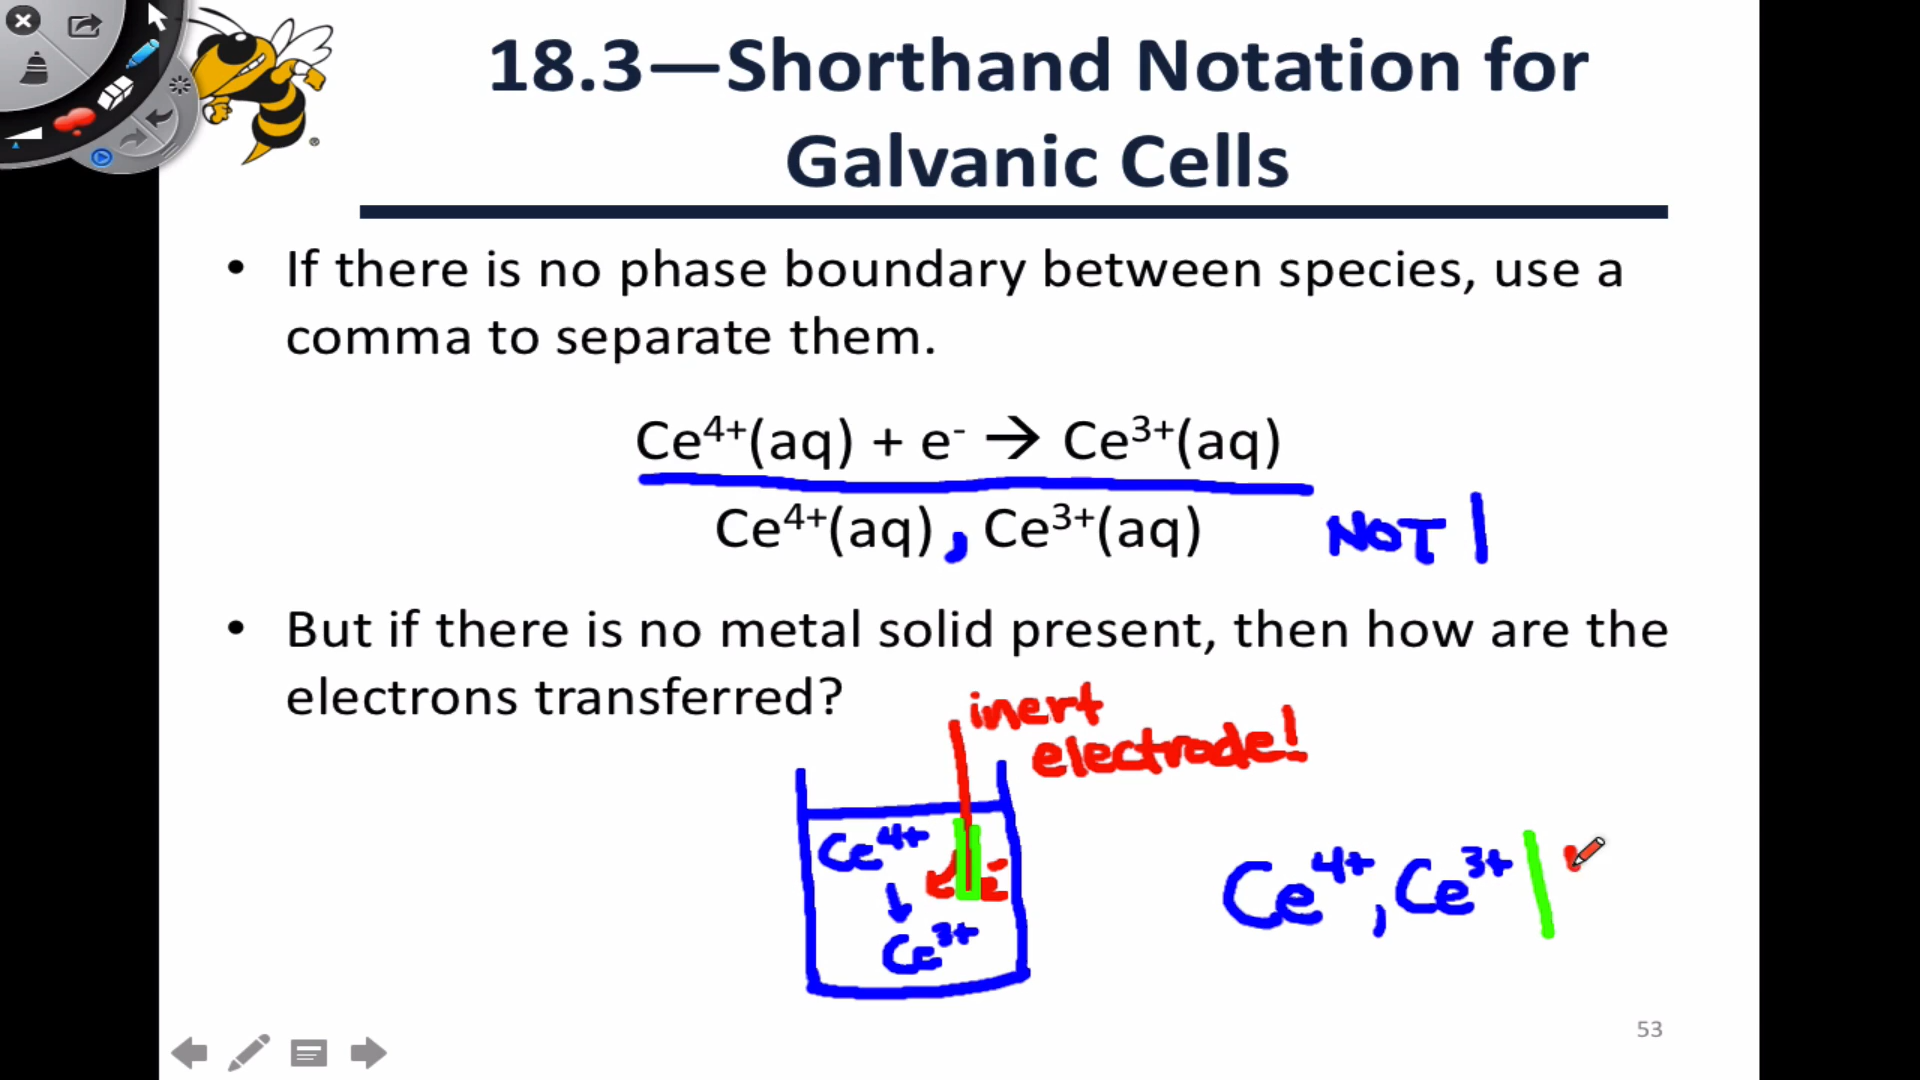 18.3—Shorthand Notation for
Galvanic Cells
• If there is no phase boundary between species, use a
comma to separate them.
Ce⁴⁺(aq) + e⁻ → Ce³⁺(aq)
Ce⁴⁺(aq) , Ce³⁺(aq) NOT |
• But if there is no metal solid present, then how are the
electrons transferred?
inert
electrode!
Ce⁴⁺
e⁻
↓
Ce³⁺
Ce⁴⁺, Ce³⁺ |
53